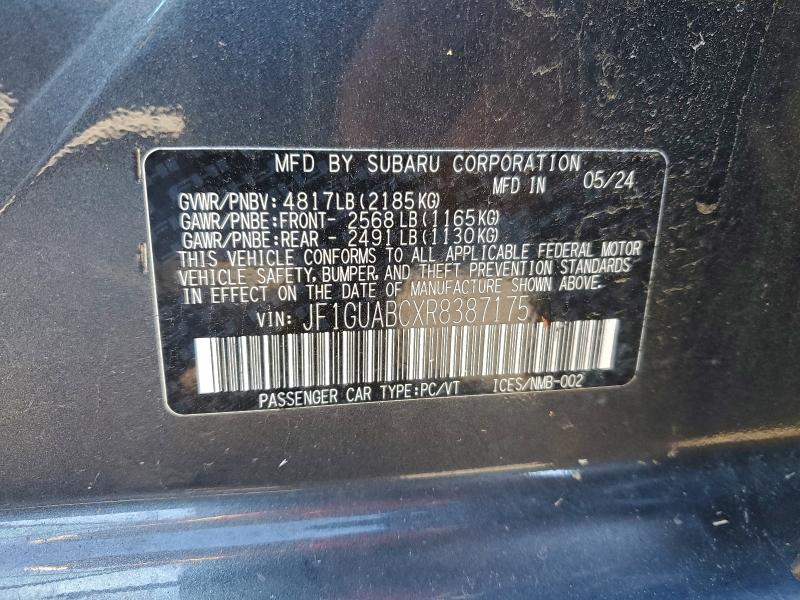 MFD BY SUBARU CORPORATION
MFD IN 05/24
GVWR/PNBV: 4817LB(2185KG)
GAWR/PNBE:FRONT- 2568LB(1165KG)
GAWR/PNBE:REAR - 2491LB(1130KG)
THIS VEHICLE CONFORMS TO ALL APPLICABLE FEDERAL MOTOR
VEHICLE SAFETY, BUMPER, AND THEFT PREVENTION STANDARDS
IN EFFECT ON THE DATE OF MANUFACTURE SHOWN ABOVE.
VIN: JF1GUABCXR8387175
PASSENGER CAR TYPE:PC/VT ICES/NMB-002